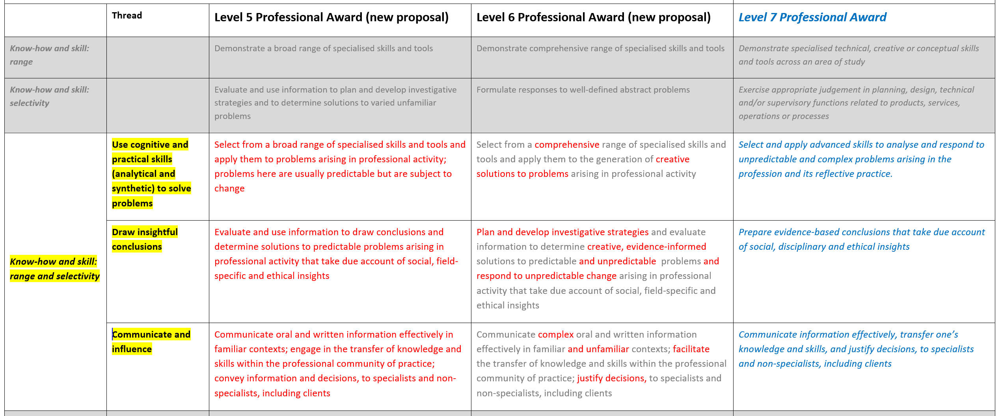 Thread
Level 5 Professional Award (new proposal)
Level 6 Professional Award (new proposal)
Level 7 Professional Award
Know-how and skill:
range
Demonstrate a broad range of specialised skills and tools
Demonstrate comprehensive range of specialised skills and tools
Demonstrate specialised technical, creative or conceptual skills
and tools across an area of study
Know-how and skill:
selectivity
Evaluate and use information to plan and develop investigative
strategies and to determine solutions to varied unfamiliar
problems
Formulate responses to well-defined abstract problems
Exercise appropriate judgement in planning, design, technical
and/or supervisory functions related to products, services,
operations or processes
Know-how and skill:
range and selectivity
Use cognitive and
practical skills
(analytical and
synthetic) to solve
problems
Select from a broad range of specialised skills and tools and
apply them to problems arising in professional activity;
problems here are usually predictable but are subject to
change
Select from a comprehensive range of specialised skills and
tools and apply them to the generation of creative
solutions to problems arising in professional activity
Select and apply advanced skills to analyse and respond to
unpredictable and complex problems arising in the
profession and its reflective practice.
Draw insightful
conclusions
Evaluate and use information to draw conclusions and
determine solutions to predictable problems arising in
professional activity that take due account of social, field-
specific and ethical insights
Plan and develop investigative strategies and evaluate
information to determine creative, evidence-informed
solutions to predictable and unpredictable problems and
respond to unpredictable change arising in professional
activity that take due account of social, field-specific and
ethical insights
Prepare evidence-based conclusions that take due account
of social, disciplinary and ethical insights
Communicate and
influence
Communicate oral and written information effectively in
familiar contexts; engage in the transfer of knowledge and
skills within the professional community of practice;
convey information and decisions, to specialists and non-
specialists, including clients
Communicate complex oral and written information
effectively in familiar and unfamiliar contexts; facilitate
the transfer of knowledge and skills within the professional
community of practice; justify decisions, to specialists and
non-specialists, including clients
Communicate information effectively, transfer one’s
knowledge and skills, and justify decisions, to specialists
and non-specialists, including clients